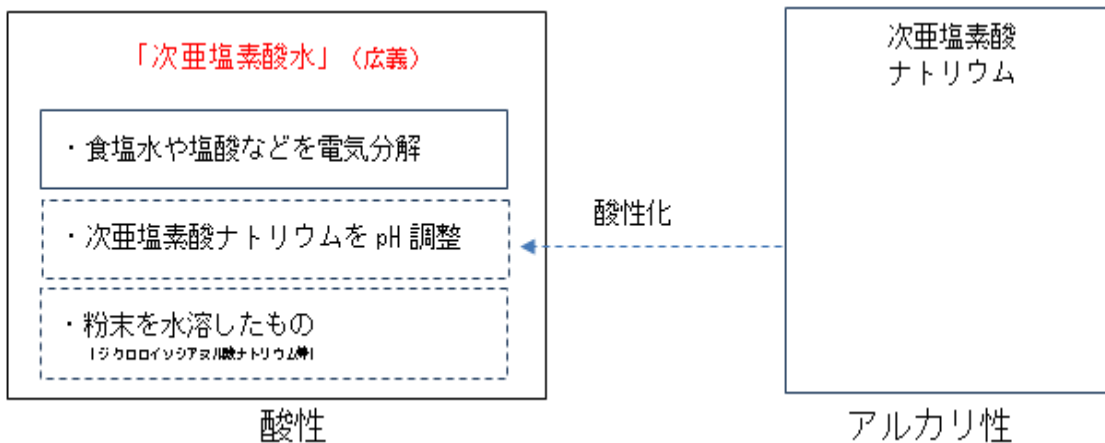 「次亜塩素酸水」（広義）
・食塩水や塩酸などを電気分解
・次亜塩素酸ナトリウムを pH 調整
・粉末を水溶したもの
（ジクロロイソシアヌル酸ナトリウム等）
酸性
酸性化
次亜塩素酸
ナトリウム
アルカリ性